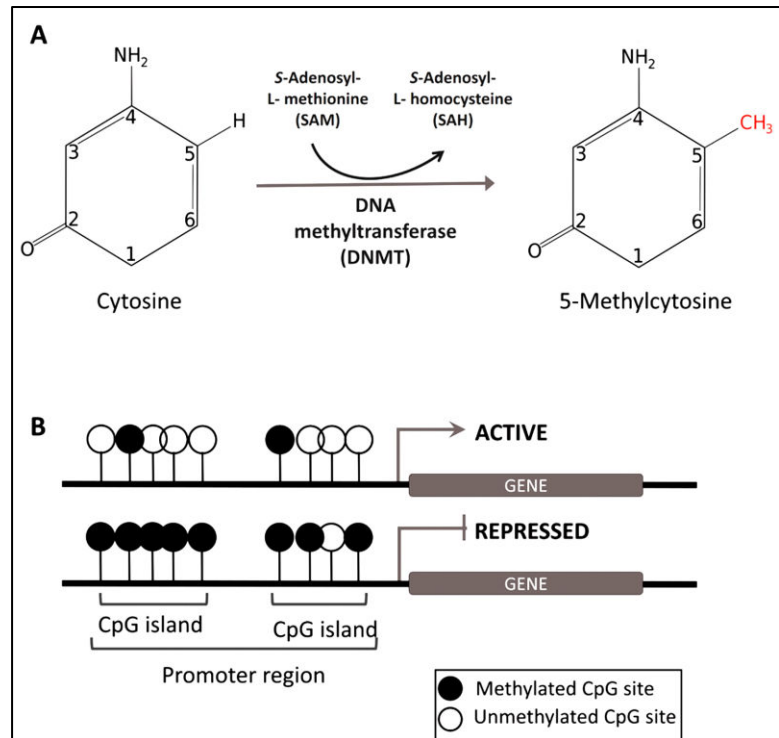 A
NH2
4
H
3
5
2
6
1
O
Cytosine
S-Adenosyl-
L- methionine
(SAM)
S-Adenosyl-
L- homocysteine
(SAH)
DNA
methyltransferase
(DNMT)
NH2
4
CH3
3
5
2
6
1
O
5-Methylcytosine
B
ACTIVE
GENE
REPRESSED
GENE
CpG island
CpG island
Promoter region
Methylated CpG site
Unmethylated CpG site